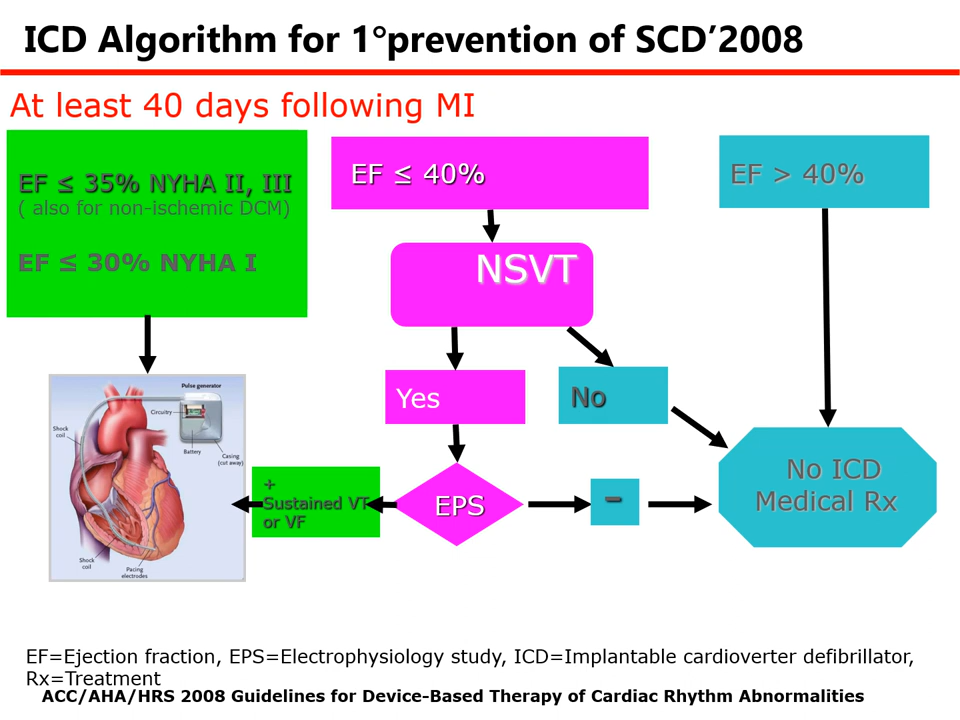 ICD Algorithm for 1°prevention of SCD’2008
At least 40 days following MI
EF ≤ 35% NYHA II, III
( also for non-ischemic DCM)
EF ≤ 30% NYHA I
EF ≤ 40%
EF > 40%
NSVT
Yes
No
Pulse generator
Circuitry
Shock
coil
Battery
Casing
(cut away)
Shock
coil
Pacing
electrodes
+
Sustained VT
or VF
EPS
–
No ICD
Medical Rx
EF=Ejection fraction, EPS=Electrophysiology study, ICD=Implantable cardioverter defibrillator,
Rx=Treatment
ACC/AHA/HRS 2008 Guidelines for Device-Based Therapy of Cardiac Rhythm Abnormalities